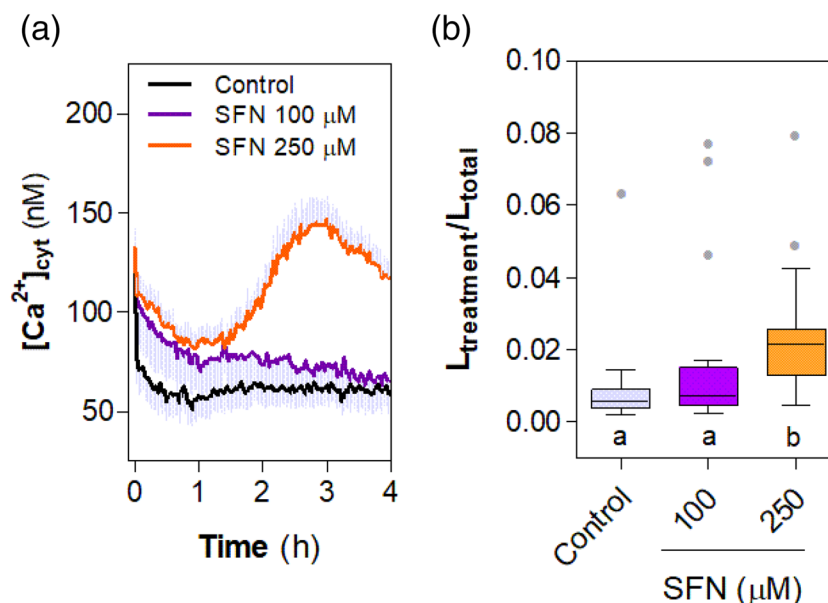 (a)
Control
SFN 100 μM
SFN 250 μM
200
150
100
50
[Ca²⁺]cyt (nM)
0 1 2 3 4
Time (h)
(b)
0.10
0.08
0.06
0.04
0.02
0.00
Ltreatment/Ltotal
a a b
Control 100 250
SFN (μM)